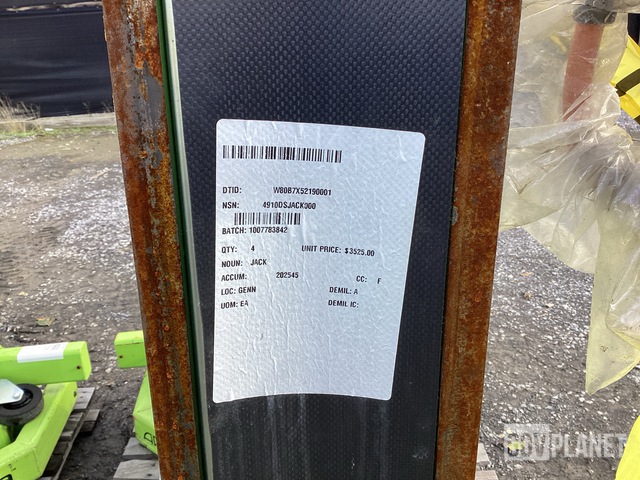 DTID: W80B7X52190001
NSN: 4910DSJACK000
BATCH: 1007783842
QTY: 4 UNIT PRICE: $3525.00
NOUN: JACK
ACCUM: 202545 CC: F
LOC: GENN DEMIL: A
UOM: EA DEMIL IC:
GOVPLANET